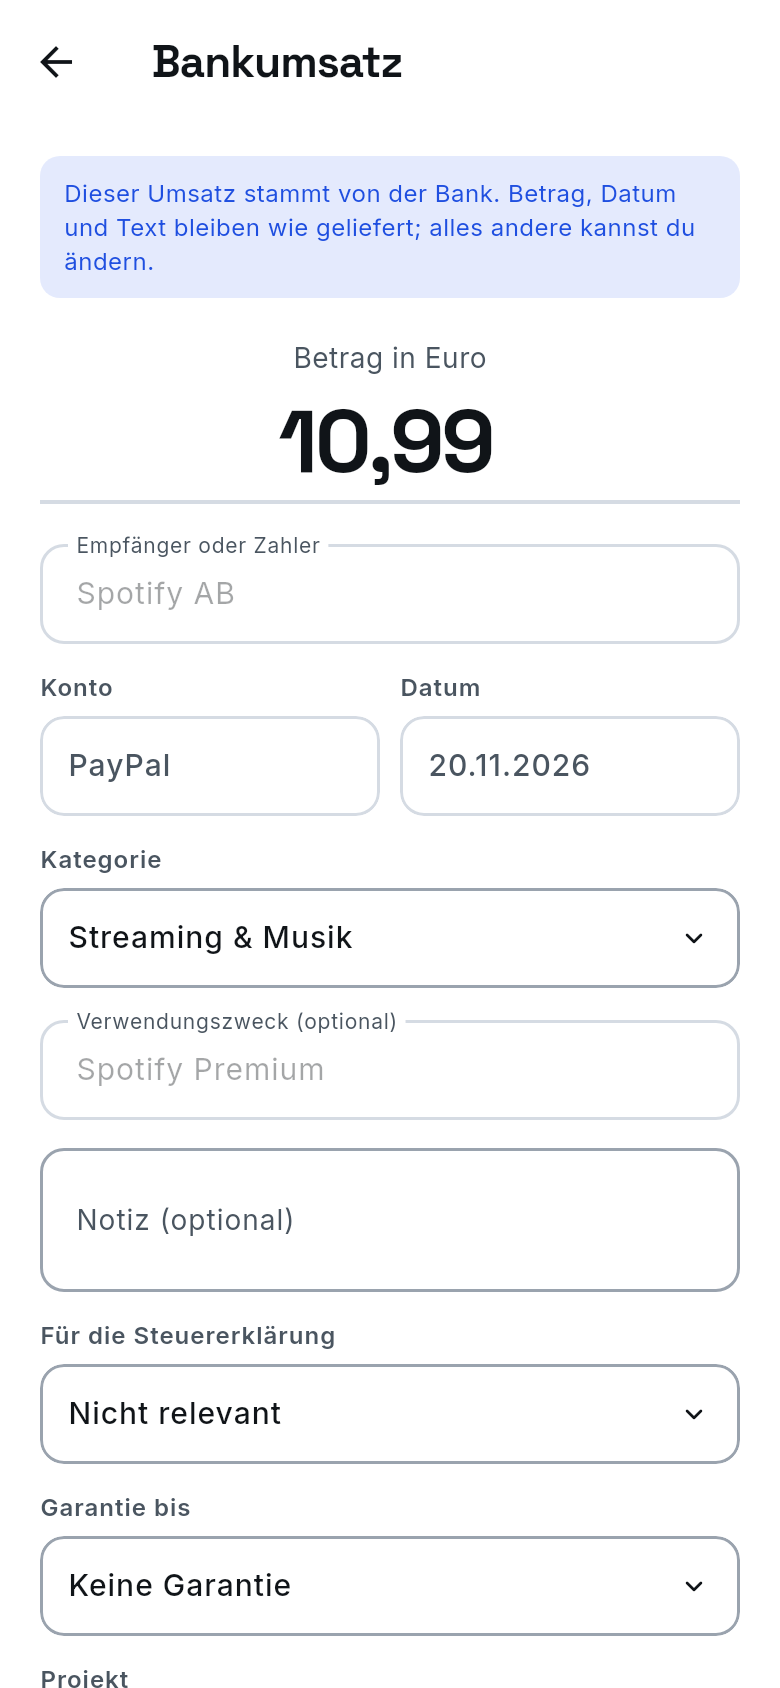 Bankumsatz
Dieser Umsatz stammt von der Bank. Betrag, Datum
und Text bleiben wie geliefert; alles andere kannst du
ändern.
Betrag in Euro
10,99
Empfänger oder Zahler
Spotify AB
Konto
Datum
PayPal
20.11.2026
Kategorie
Streaming & Musik
Verwendungszweck (optional)
Spotify Premium
Notiz (optional)
Für die Steuererklärung
Nicht relevant
Garantie bis
Keine Garantie
Projekt